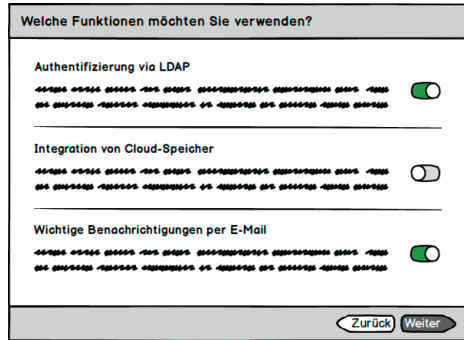 Welche Funktionen möchten Sie verwenden?
Authentifizierung via LDAP
Integration von Cloud-Speicher
Wichtige Benachrichtigungen per E-Mail
Zurück Weiter